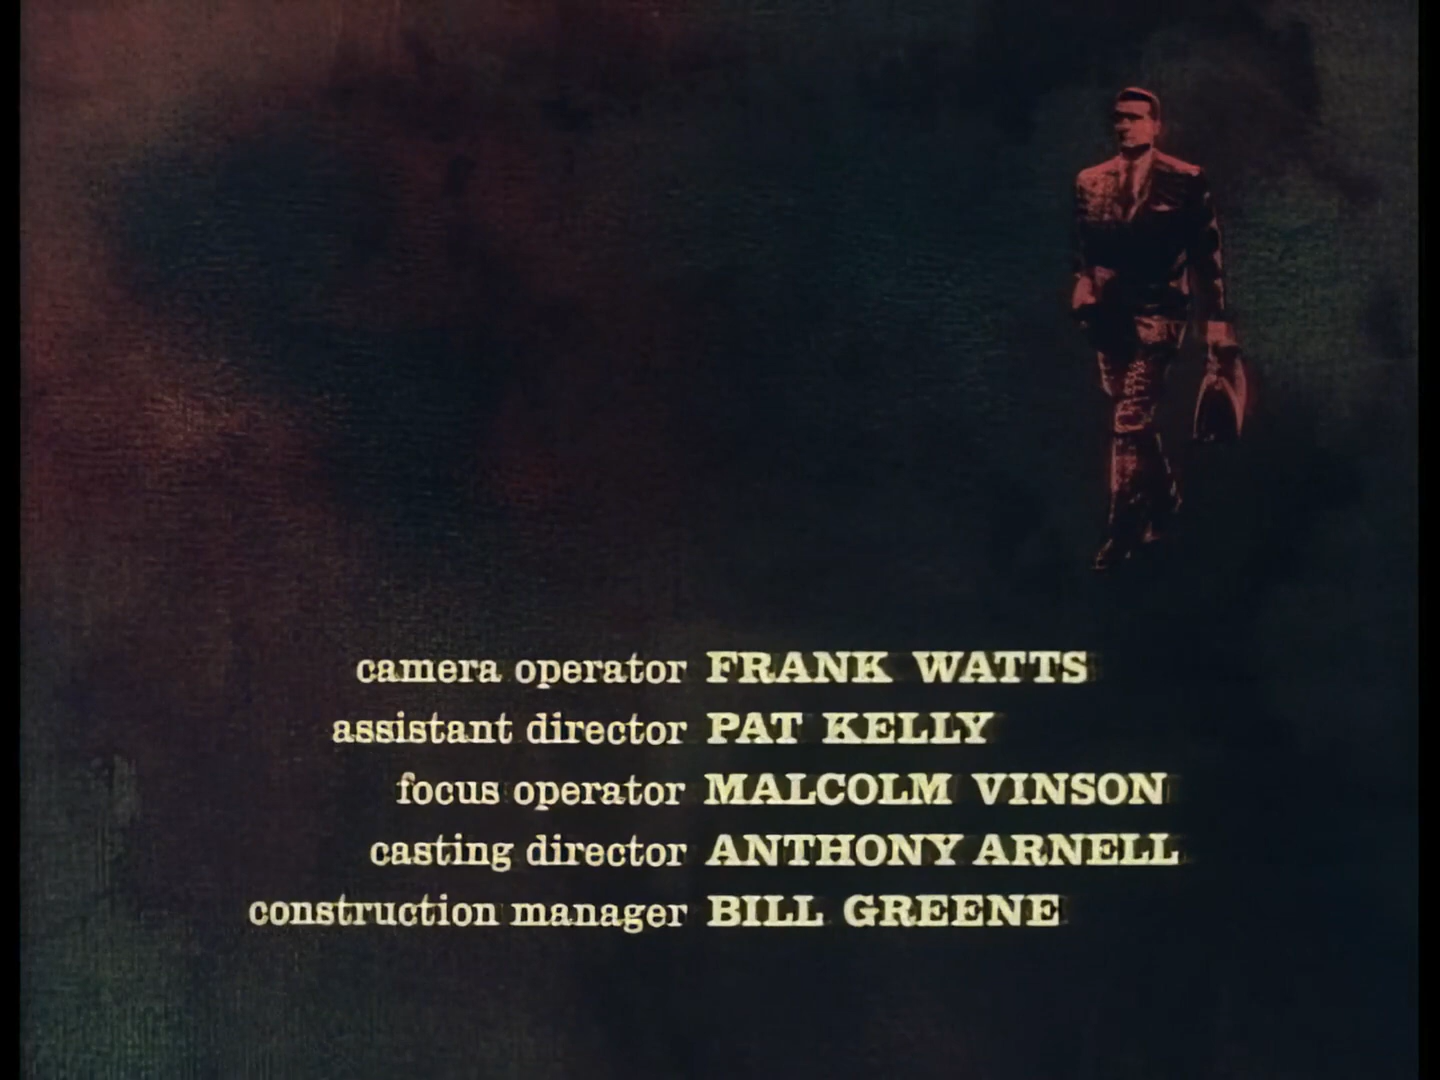 camera operator FRANK WATTS
assistant director PAT KELLY
focus operator MALCOLM VINSON
casting director ANTHONY ARNELL
construction manager BILL GREENE